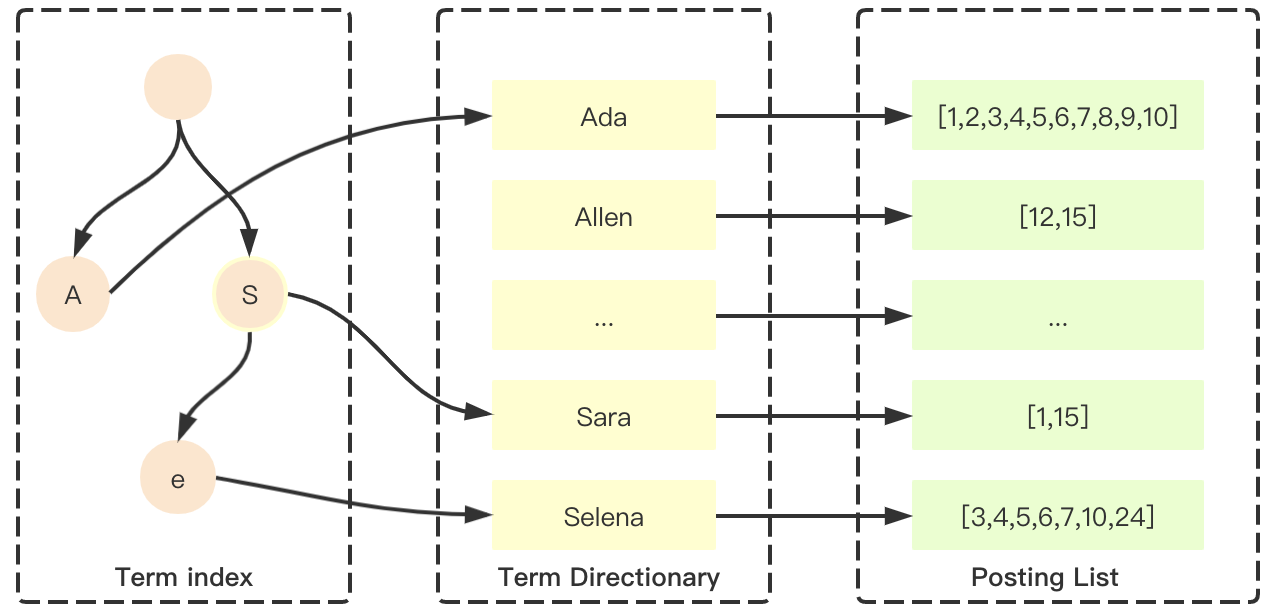 A
S
e
Term index
Ada
Allen
...
Sara
Selena
Term Directionary
[1,2,3,4,5,6,7,8,9,10]
[12,15]
...
[1,15]
[3,4,5,6,7,10,24]
Posting List